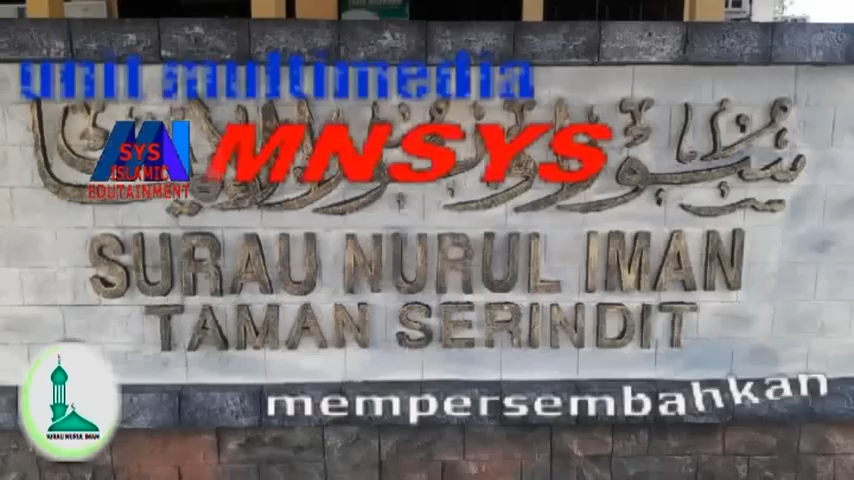 unit multimedia
MNSYS
SYS
ISLAMIC
EDUTAINMENT
SURAU NURUL IMAN
TAMAN SERINDIT
mempersembahkan
SURAU NURUL IMAN